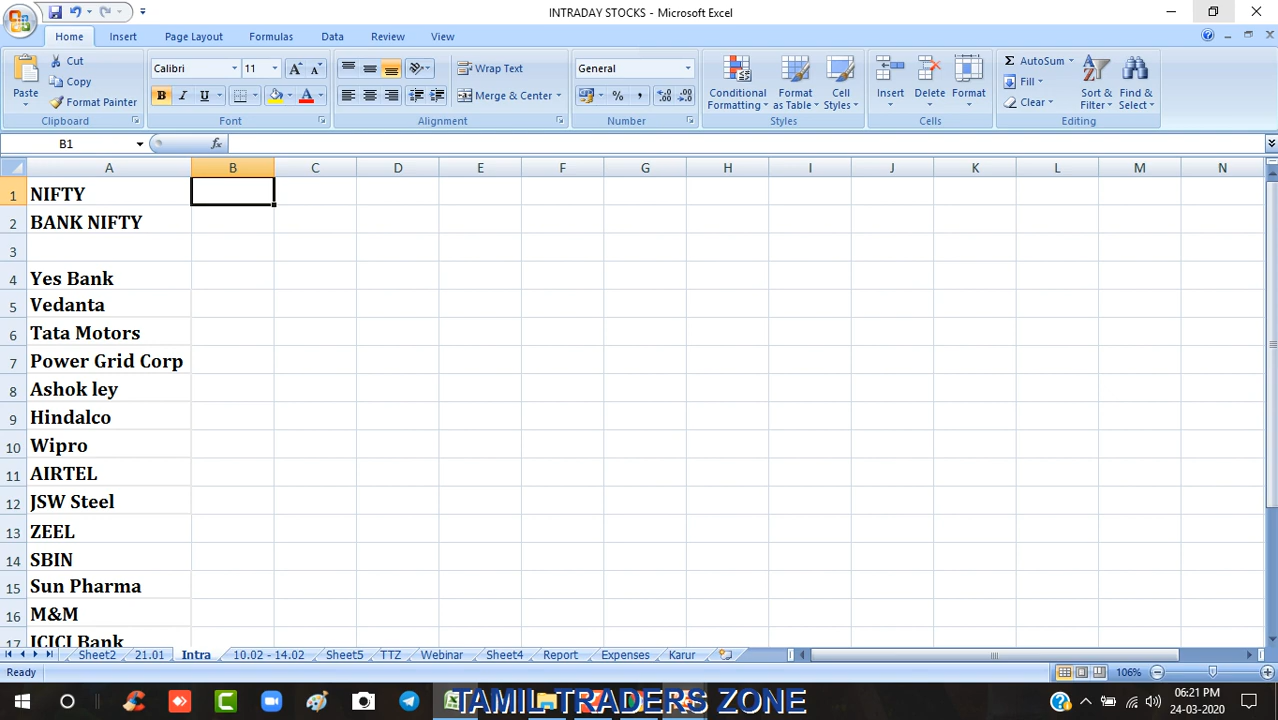 INTRADAY STOCKS - Microsoft Excel
Home Insert Page Layout Formulas Data Review View
Paste Cut Copy Format Painter
Calibri 11
B I U A
Wrap Text
Merge & Center
General
% ,
Conditional Formatting
Format as Table
Cell Styles
Insert Delete Format
Σ AutoSum
Fill
Clear
Sort & Filter
Find & Select
Clipboard Font Alignment Number Styles Cells Editing
B1 fx
A B C D E F G H I J K L M N
1 NIFTY
2 BANK NIFTY
3
4 Yes Bank
5 Vedanta
6 Tata Motors
7 Power Grid Corp
8 Ashok ley
9 Hindalco
10 Wipro
11 AIRTEL
12 JSW Steel
13 ZEEL
14 SBIN
15 Sun Pharma
16 M&M
17 ICICI Bank
Sheet2 21.01 Intra 10.02 - 14.02 Sheet5 TTZ Webinar Sheet4 Report Expenses Karur
Ready 106%
TAMIL TRADERS ZONE
06:21 PM
24-03-2020